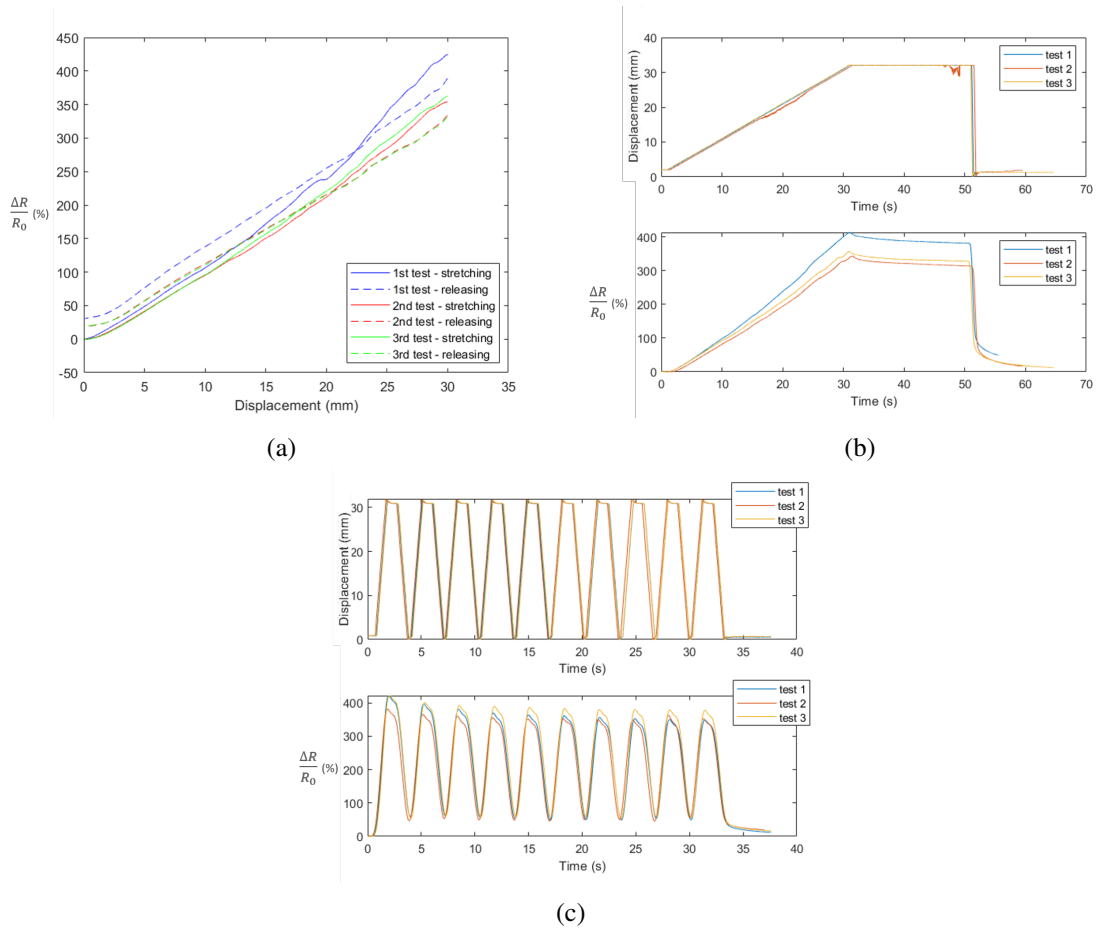 450
400
350
300
250
200
150
100
50
0
-50
0 5 10 15 20 25 30 35
Displacement (mm)
ΔR
R₀ (%)
1st test - stretching
1st test - releasing
2nd test - stretching
2nd test - releasing
3rd test - stretching
3rd test - releasing
(a)
40
30
20
10
0
Displacement (mm)
0 10 20 30 40 50 60 70
Time (s)
test 1
test 2
test 3
400
300
200
100
0
ΔR
R₀ (%)
0 10 20 30 40 50 60 70
Time (s)
test 1
test 2
test 3
(b)
30
20
10
0
Displacement (mm)
0 5 10 15 20 25 30 35 40
Time (s)
test 1
test 2
test 3
400
300
200
100
0
ΔR
R₀ (%)
0 5 10 15 20 25 30 35 40
Time (s)
test 1
test 2
test 3
(c)